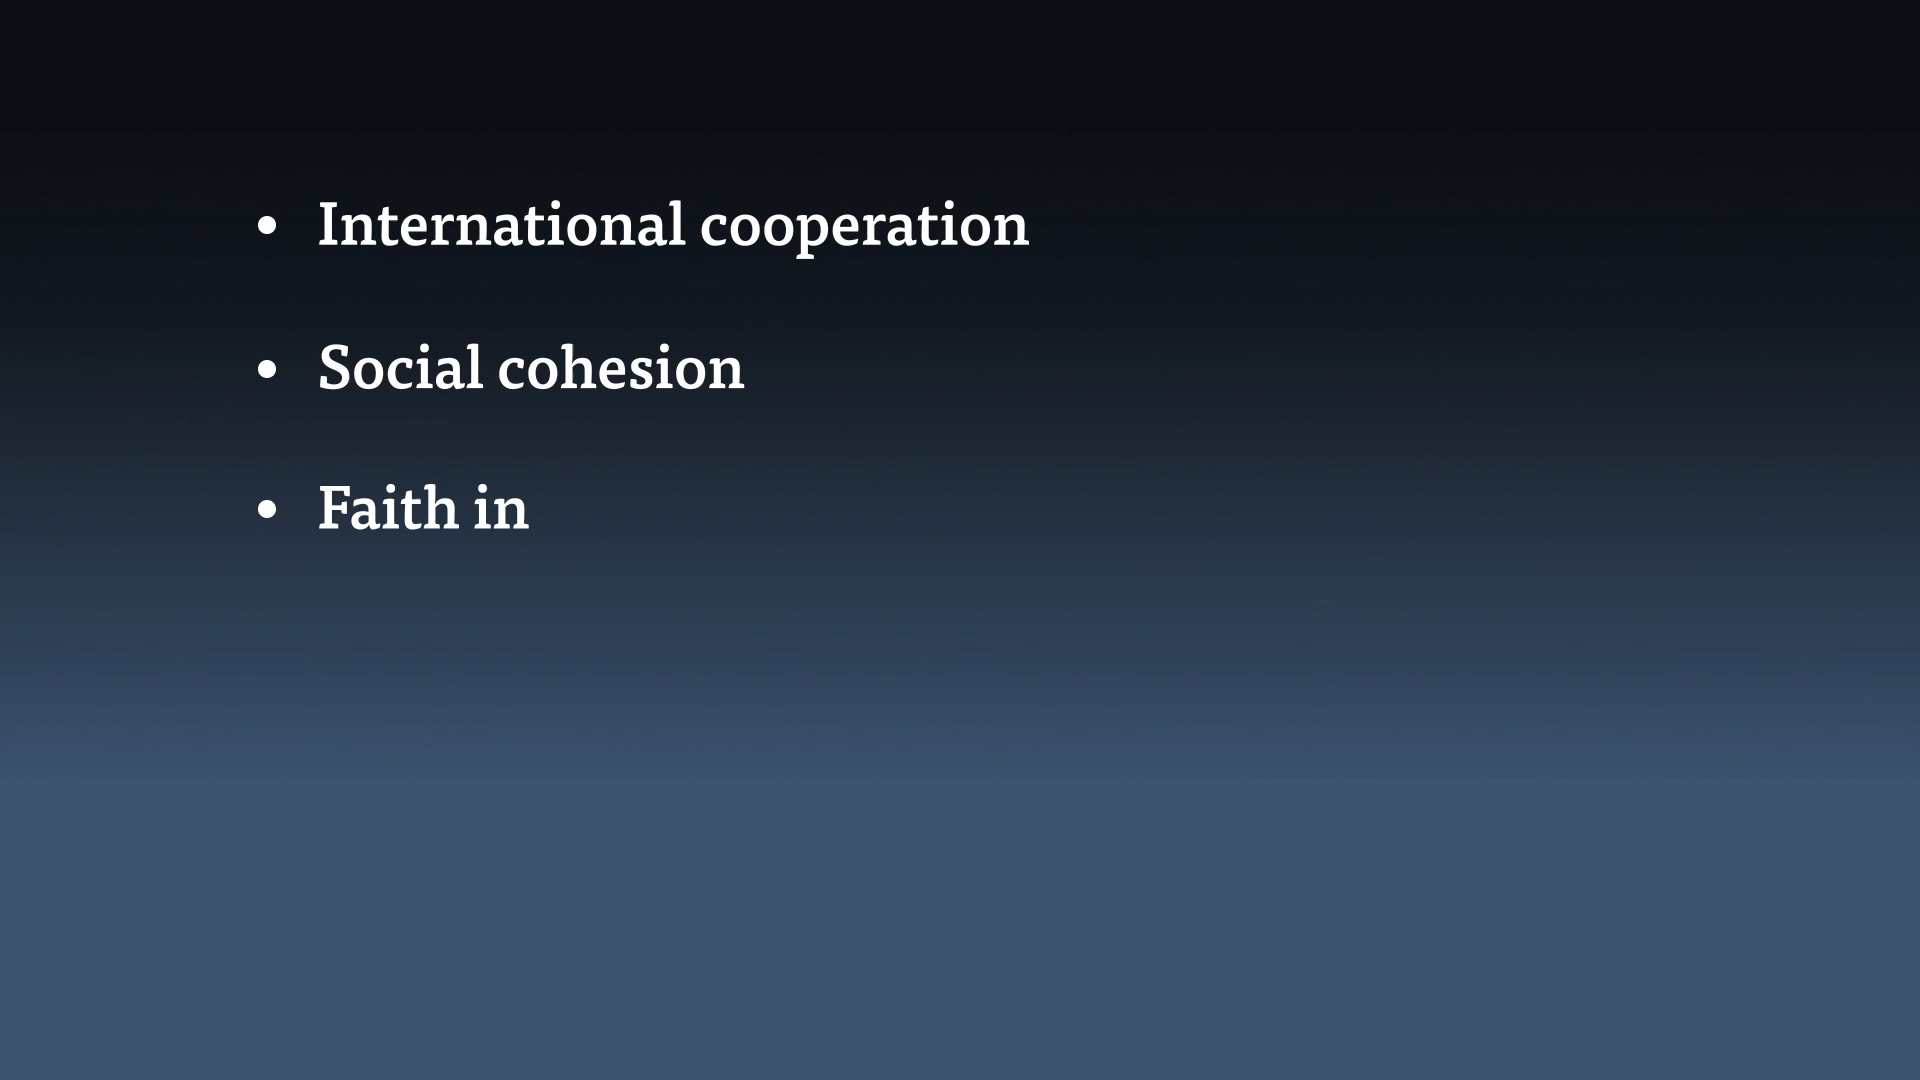 • International cooperation
• Social cohesion
• Faith in